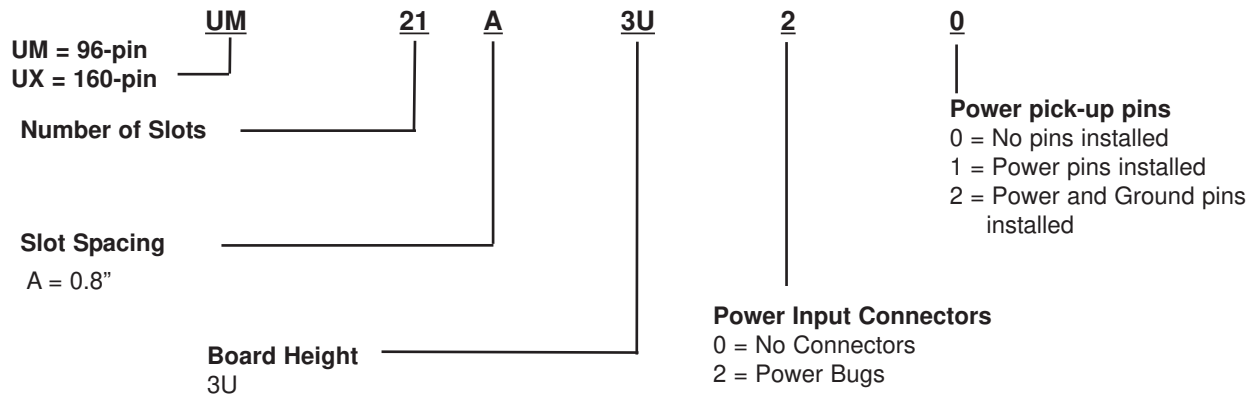 UM 21 A 3U 2 0
UM = 96-pin
UX = 160-pin
Number of Slots
Slot Spacing
A = 0.8”
Board Height
3U
Power Input Connectors
0 = No Connectors
2 = Power Bugs
Power pick-up pins
0 = No pins installed
1 = Power pins installed
2 = Power and Ground pins
installed